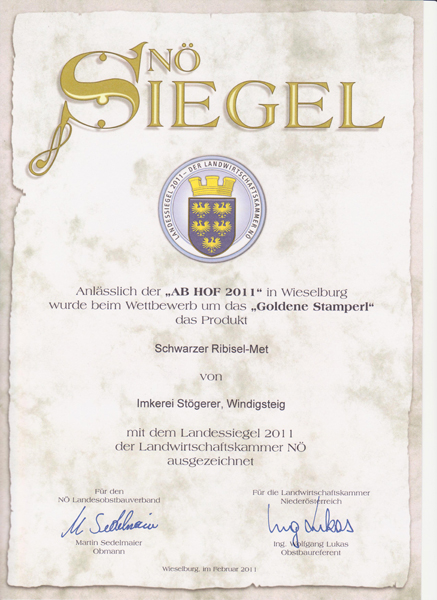 NÖ
SIEGEL
LANDESSIEGEL 2011 - DER LANDWIRTSCHAFTSKAMMER NÖ
Anlässlich der „AB HOF 2011“ in Wieselburg
wurde beim Wettbewerb um das „Goldene Stamperl“
das Produkt
Schwarzer Ribisel-Met
von
Imkerei Stögerer, Windigsteig
mit dem Landessiegel 2011
der Landwirtschaftskammer NÖ
ausgezeichnet
Für den
NÖ Landesobstbauverband
M Sedelmaier
Martin Sedelmaier
Obmann
Für die Landwirtschaftskammer
Niederösterreich
Ing Lukas
Ing. Wolfgang Lukas
Obstbaureferent
Wieselburg, im Februar 2011